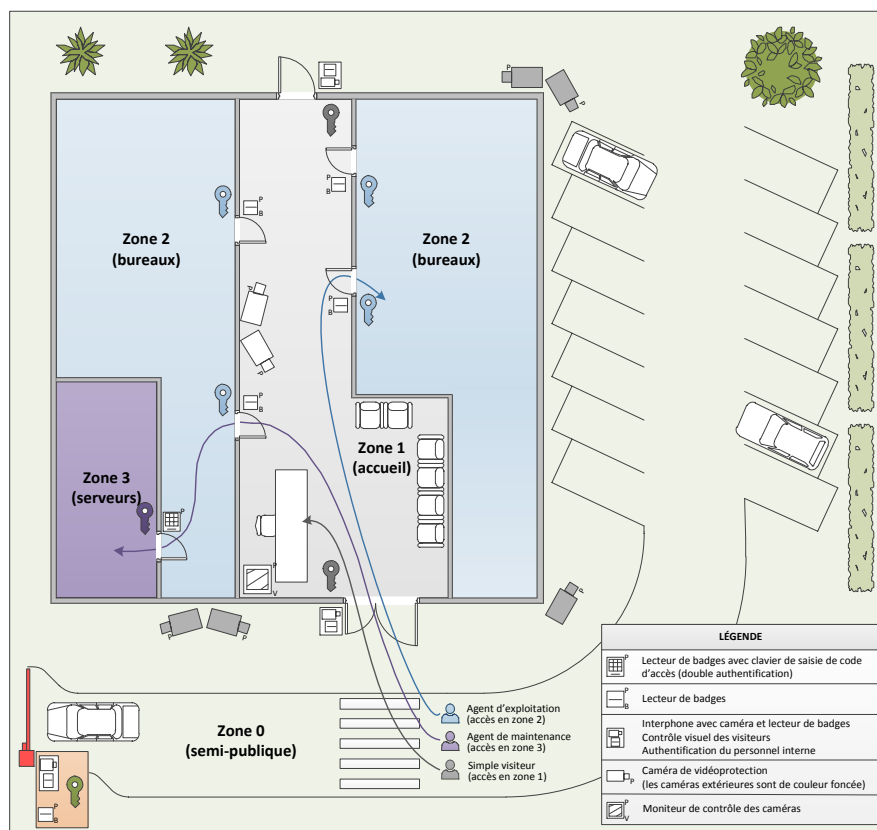 Zone 2
(bureaux)
Zone 2
(bureaux)
Zone 1
(accueil)
Zone 3
(serveurs)
Zone 0
(semi-publique)
Agent d'exploitation
(accès en zone 2)
Agent de maintenance
(accès en zone 3)
Simple visiteur
(accès en zone 1)
LÉGENDE
P
Lecteur de badges avec clavier de saisie de code
d'accès (double authentification)
P
B
Lecteur de badges
Interphone avec caméra et lecteur de badges
Contrôle visuel des visiteurs
Authentification du personnel interne
P
Caméra de vidéoprotection
(les caméras extérieures sont de couleur foncée)
P
V
Moniteur de contrôle des caméras